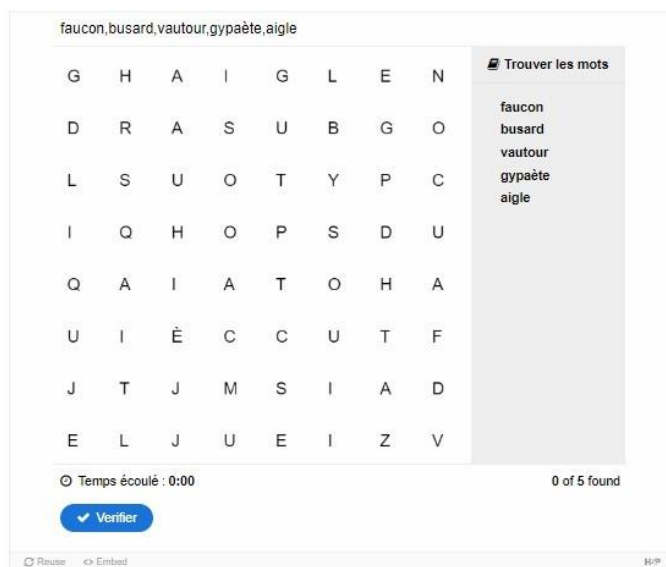 faucon,busard,vautour,gypaète,aigle
G H A I G L E N
D R A S U B G O
L S U O T Y P C
I Q H O P S D U
Q A I A T O H A
U I È C C U T F
J T J M S I A D
E L J U E I Z V
Trouver les mots
faucon
busard
vautour
gypaète
aigle
Temps écoulé : 0:00
0 of 5 found
Verifier
Reuse <> Embed
H-P